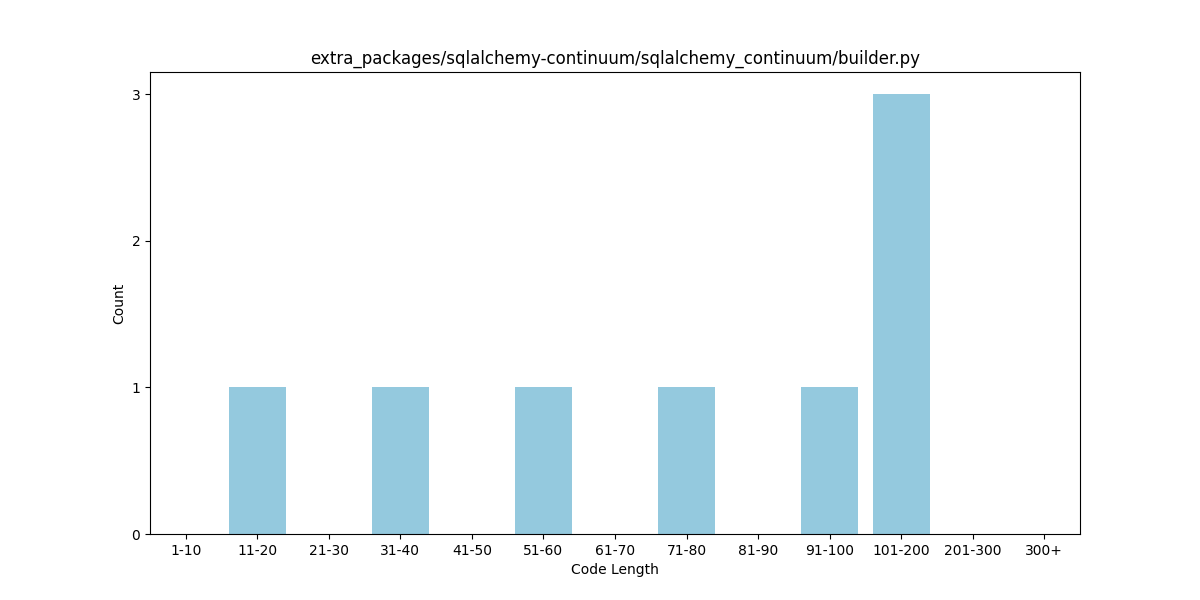 extra_packages/sqlalchemy-continuum/sqlalchemy_continuum/builder.py
3
2
1
0
Count
1-10 11-20 21-30 31-40 41-50 51-60 61-70 71-80 81-90 91-100 101-200 201-300 300+
Code Length